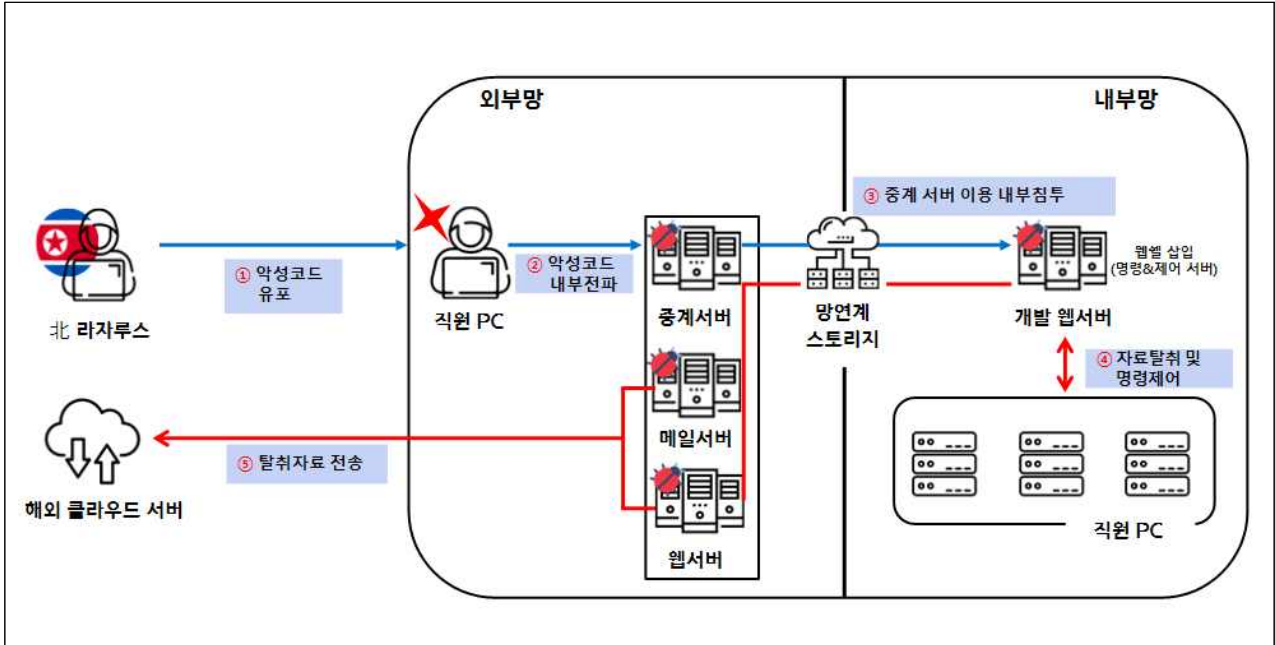 외부망
내부망
③ 중계 서버 이용 내부침투
① 악성코드
유포
② 악성코드
내부전파
웹쉘 삽입
(명령&제어 서버)
北 라자루스
직원 PC
중계서버
망연계
스토리지
개발 웹서버
④ 자료탈취 및
명령제어
메일서버
⑤ 탈취자료 전송
해외 클라우드 서버
웹서버
직원 PC